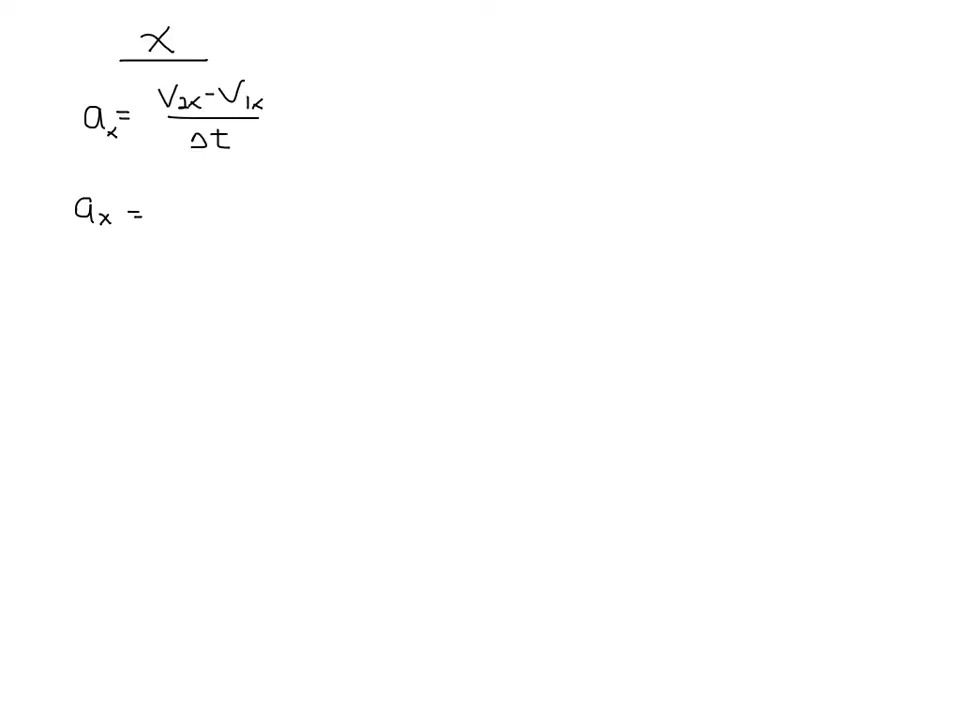 x
aₓ = (V₂ₓ - V₁ₓ) / Δt
aₓ =